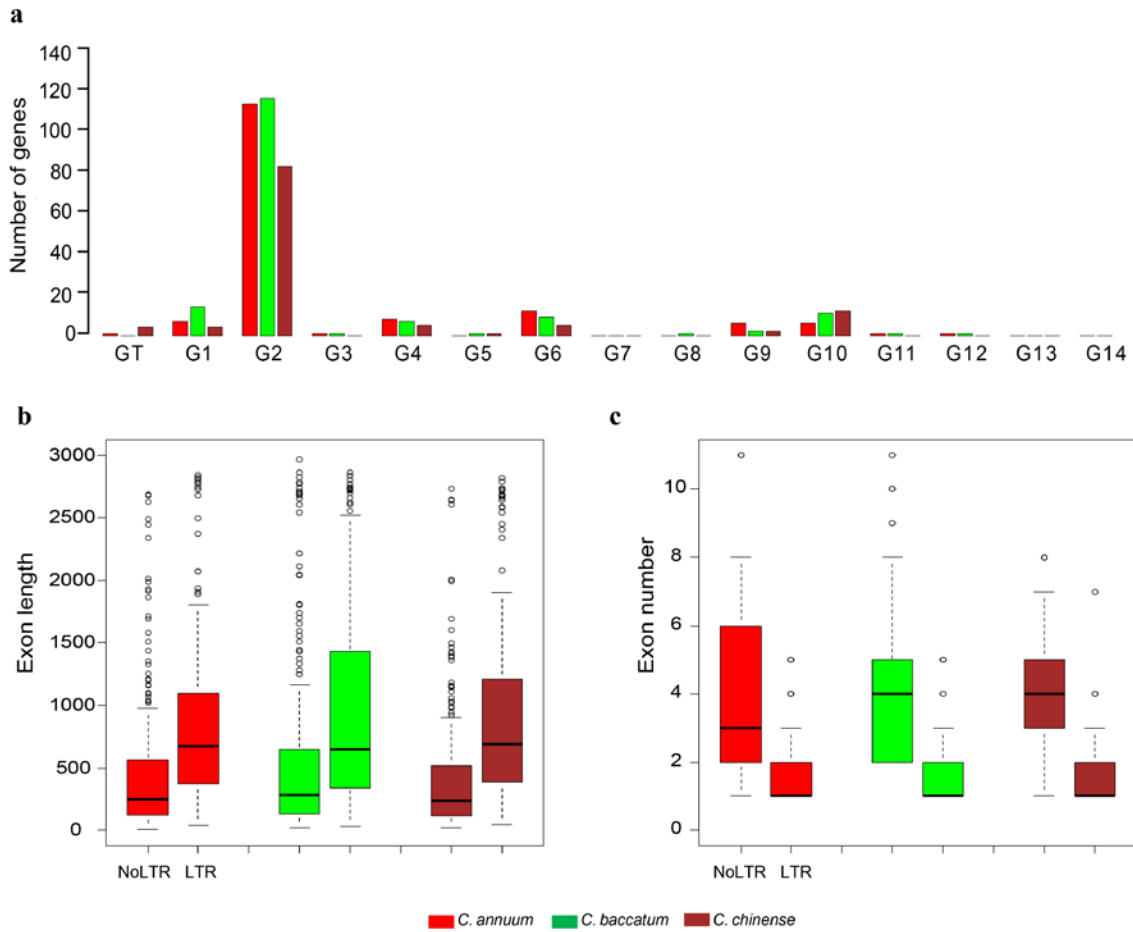 a
140
120
100
80
60
40
20
0
Number of genes
GT G1 G2 G3 G4 G5 G6 G7 G8 G9 G10 G11 G12 G13 G14
b
3000
2500
2000
1500
1000
500
0
Exon length
NoLTR LTR
c
10
8
6
4
2
0
Exon number
NoLTR LTR
C. annuum C. baccatum C. chinense